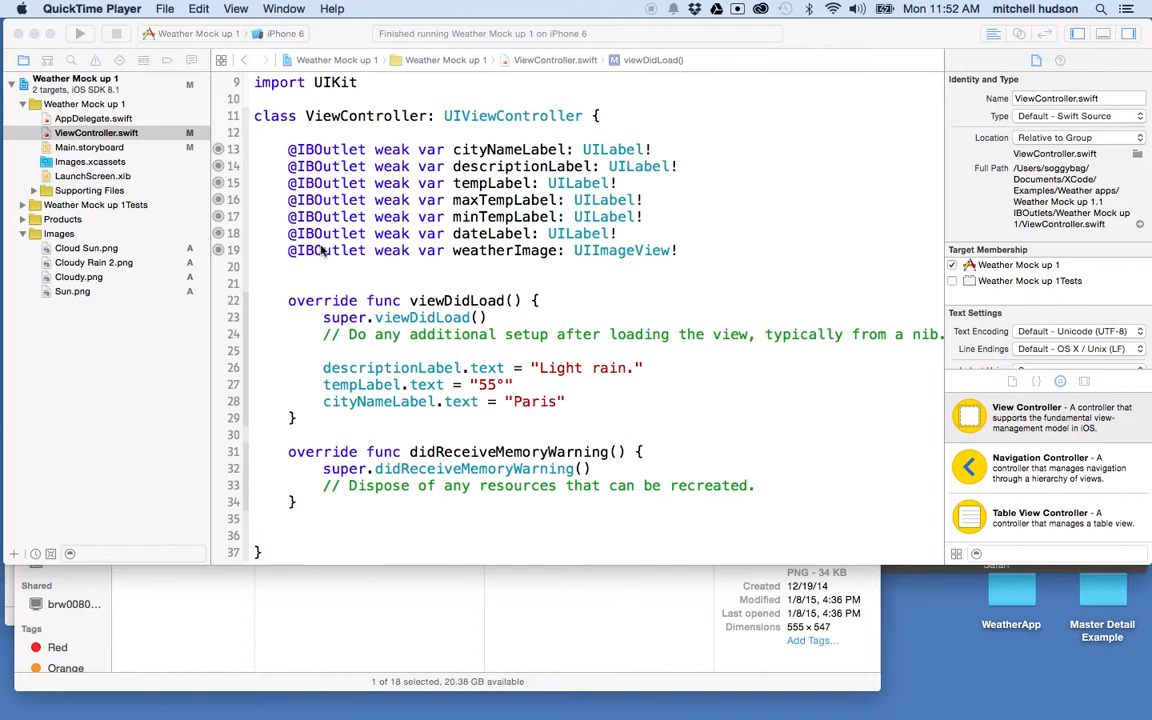 QuickTime Player File Edit View Window Help Mon 11:52 AM mitchell hudson
Weather Mock up 1 iPhone 6 Finished running Weather Mock up 1 on iPhone 6
Weather Mock up 1 Weather Mock up 1 ViewController.swift viewDidLoad()
Weather Mock up 1 M
2 targets, iOS SDK 8.1
Weather Mock up 1
AppDelegate.swift
ViewController.swift M
Main.storyboard M
Images.xcassets
LaunchScreen.xib
Supporting Files
Weather Mock up 1Tests
Products
Images
Cloud Sun.png A
Cloudy Rain 2.png A
Cloudy.png A
Sun.png A
9 import UIKit
10
11 class ViewController: UIViewController {
12
13 @IBOutlet weak var cityNameLabel: UILabel!
14 @IBOutlet weak var descriptionLabel: UILabel!
15 @IBOutlet weak var tempLabel: UILabel!
16 @IBOutlet weak var maxTempLabel: UILabel!
17 @IBOutlet weak var minTempLabel: UILabel!
18 @IBOutlet weak var dateLabel: UILabel!
19 @IBOutlet weak var weatherImage: UIImageView!
20
21
22 override func viewDidLoad() {
23 super.viewDidLoad()
24 // Do any additional setup after loading the view, typically from a nib.
25
26 descriptionLabel.text = "Light rain."
27 tempLabel.text = "55°"
28 cityNameLabel.text = "Paris"
29 }
30
31 override func didReceiveMemoryWarning() {
32 super.didReceiveMemoryWarning()
33 // Dispose of any resources that can be recreated.
34 }
35
36
37 }
Identity and Type
Name ViewController.swift
Type Default - Swift Source
Location Relative to Group
ViewController.swift
Full Path /Users/soggybag/
Documents/XCode/
Examples/Weather apps/
Weather Mock up 1.1
IBOutlets/Weather Mock up
1/ViewController.swift
Target Membership
Weather Mock up 1
Weather Mock up 1Tests
Text Settings
Text Encoding Default - Unicode (UTF-8)
Line Endings Default - OS X / Unix (LF)
{ }
View Controller - A
controller that
supports the fundamental view-
management model in iOS.
Navigation Controller - A
controller that manages navigation
through a hierarchy of views.
Table View Controller - A
controller that manages a table view.
Shared
brw0080...
Tags
Red
Orange
PNG - 34 KB
Created 12/19/14
Modified 1/8/15, 4:36 PM
Last opened 1/8/15, 4:36 PM
Dimensions 555 × 547
Add Tags...
1 of 18 selected, 20.38 GB available
WeatherApp
Master Detail
Example